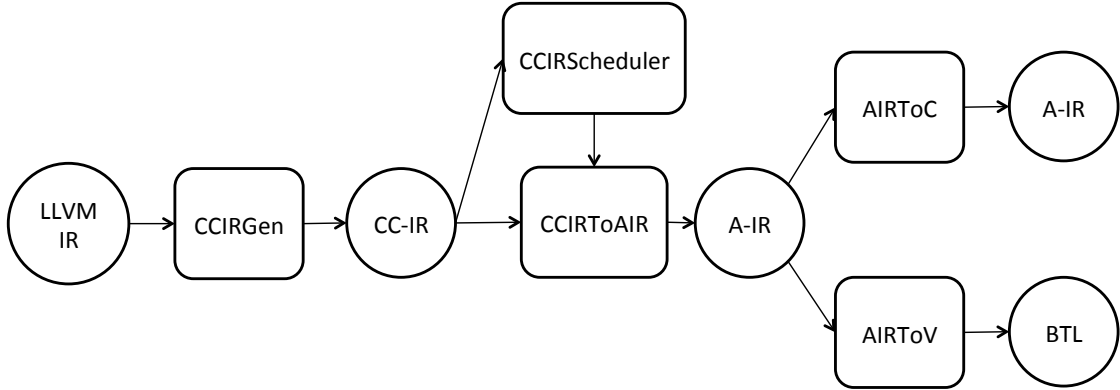 CCIRScheduler
AIRToC
A-IR
LLVM
IR
CCIRGen
CC-IR
CCIRToAIR
A-IR
AIRToV
BTL